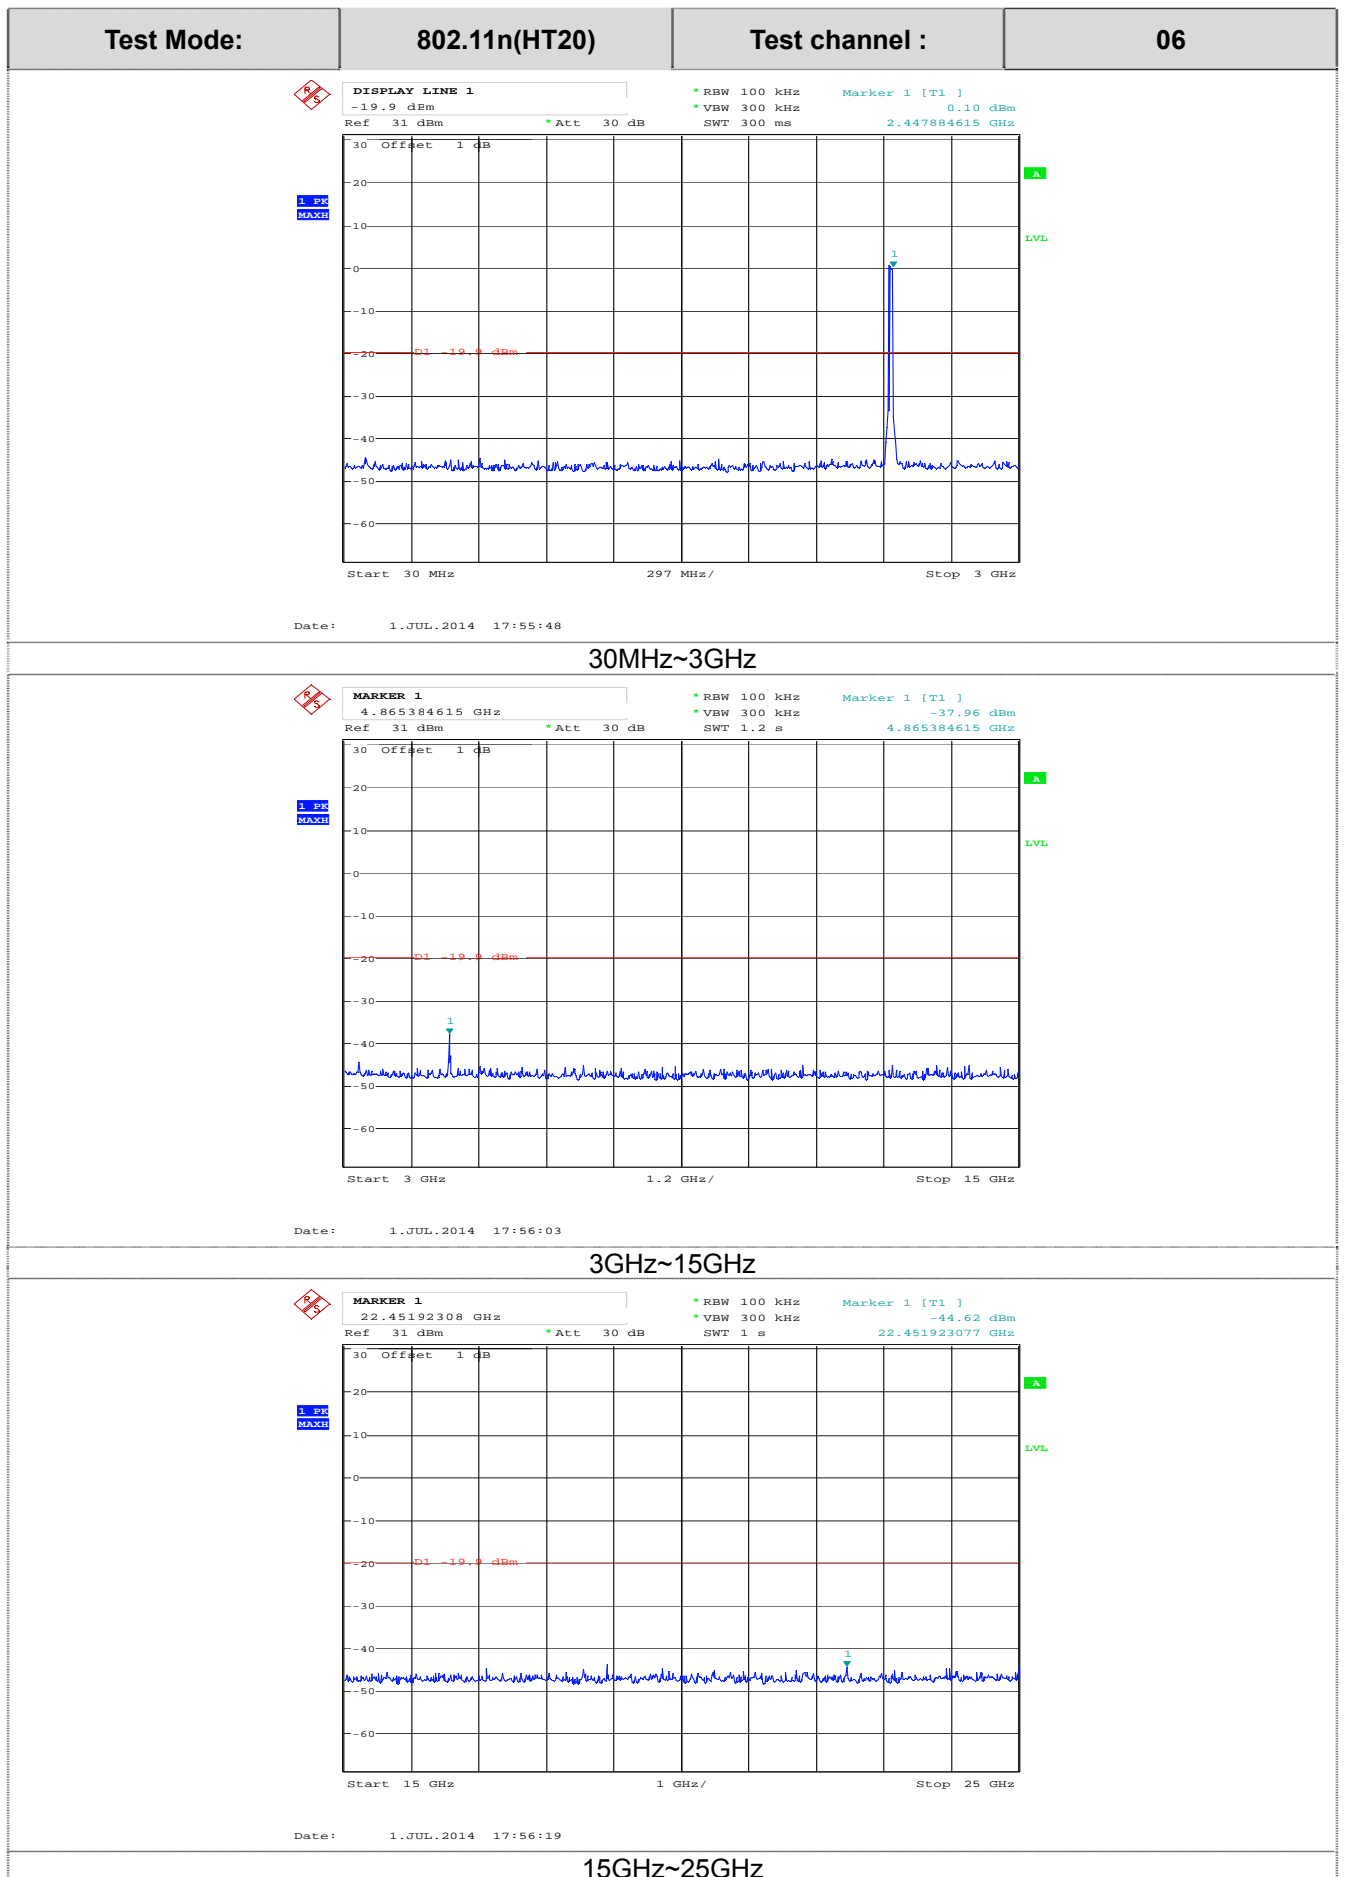 Test Mode: 802.11n(HT20) Test channel : 06
R S
DISPLAY LINE 1
-19.9 dBm
*RBW 100 kHz Marker 1 [T1 ]
*VBW 300 kHz 0.10 dBm
Ref 31 dBm *Att 30 dB SWT 300 ms 2.447884615 GHz
30 Offset 1 dB
A
20
1 PK
MAXH
10
LVL
1
0
-10
-20 D1 -19.9 dBm
-30
-40
-50
-60
Start 30 MHz 297 MHz/ Stop 3 GHz
Date: 1.JUL.2014 17:55:48
30MHz~3GHz
R S
MARKER 1
4.865384615 GHz
*RBW 100 kHz Marker 1 [T1 ]
*VBW 300 kHz -37.96 dBm
Ref 31 dBm *Att 30 dB SWT 1.2 s 4.865384615 GHz
30 Offset 1 dB
A
20
1 PK
MAXH
10
LVL
0
-10
-20 D1 -19.9 dBm
-30
1
-40
-50
-60
Start 3 GHz 1.2 GHz/ Stop 15 GHz
Date: 1.JUL.2014 17:56:03
3GHz~15GHz
R S
MARKER 1
22.45192308 GHz
*RBW 100 kHz Marker 1 [T1 ]
*VBW 300 kHz -44.62 dBm
Ref 31 dBm *Att 30 dB SWT 1 s 22.451923077 GHz
30 Offset 1 dB
A
20
1 PK
MAXH
10
LVL
0
-10
-20 D1 -19.9 dBm
-30
-40
1
-50
-60
Start 15 GHz 1 GHz/ Stop 25 GHz
Date: 1.JUL.2014 17:56:19
15GHz~25GHz